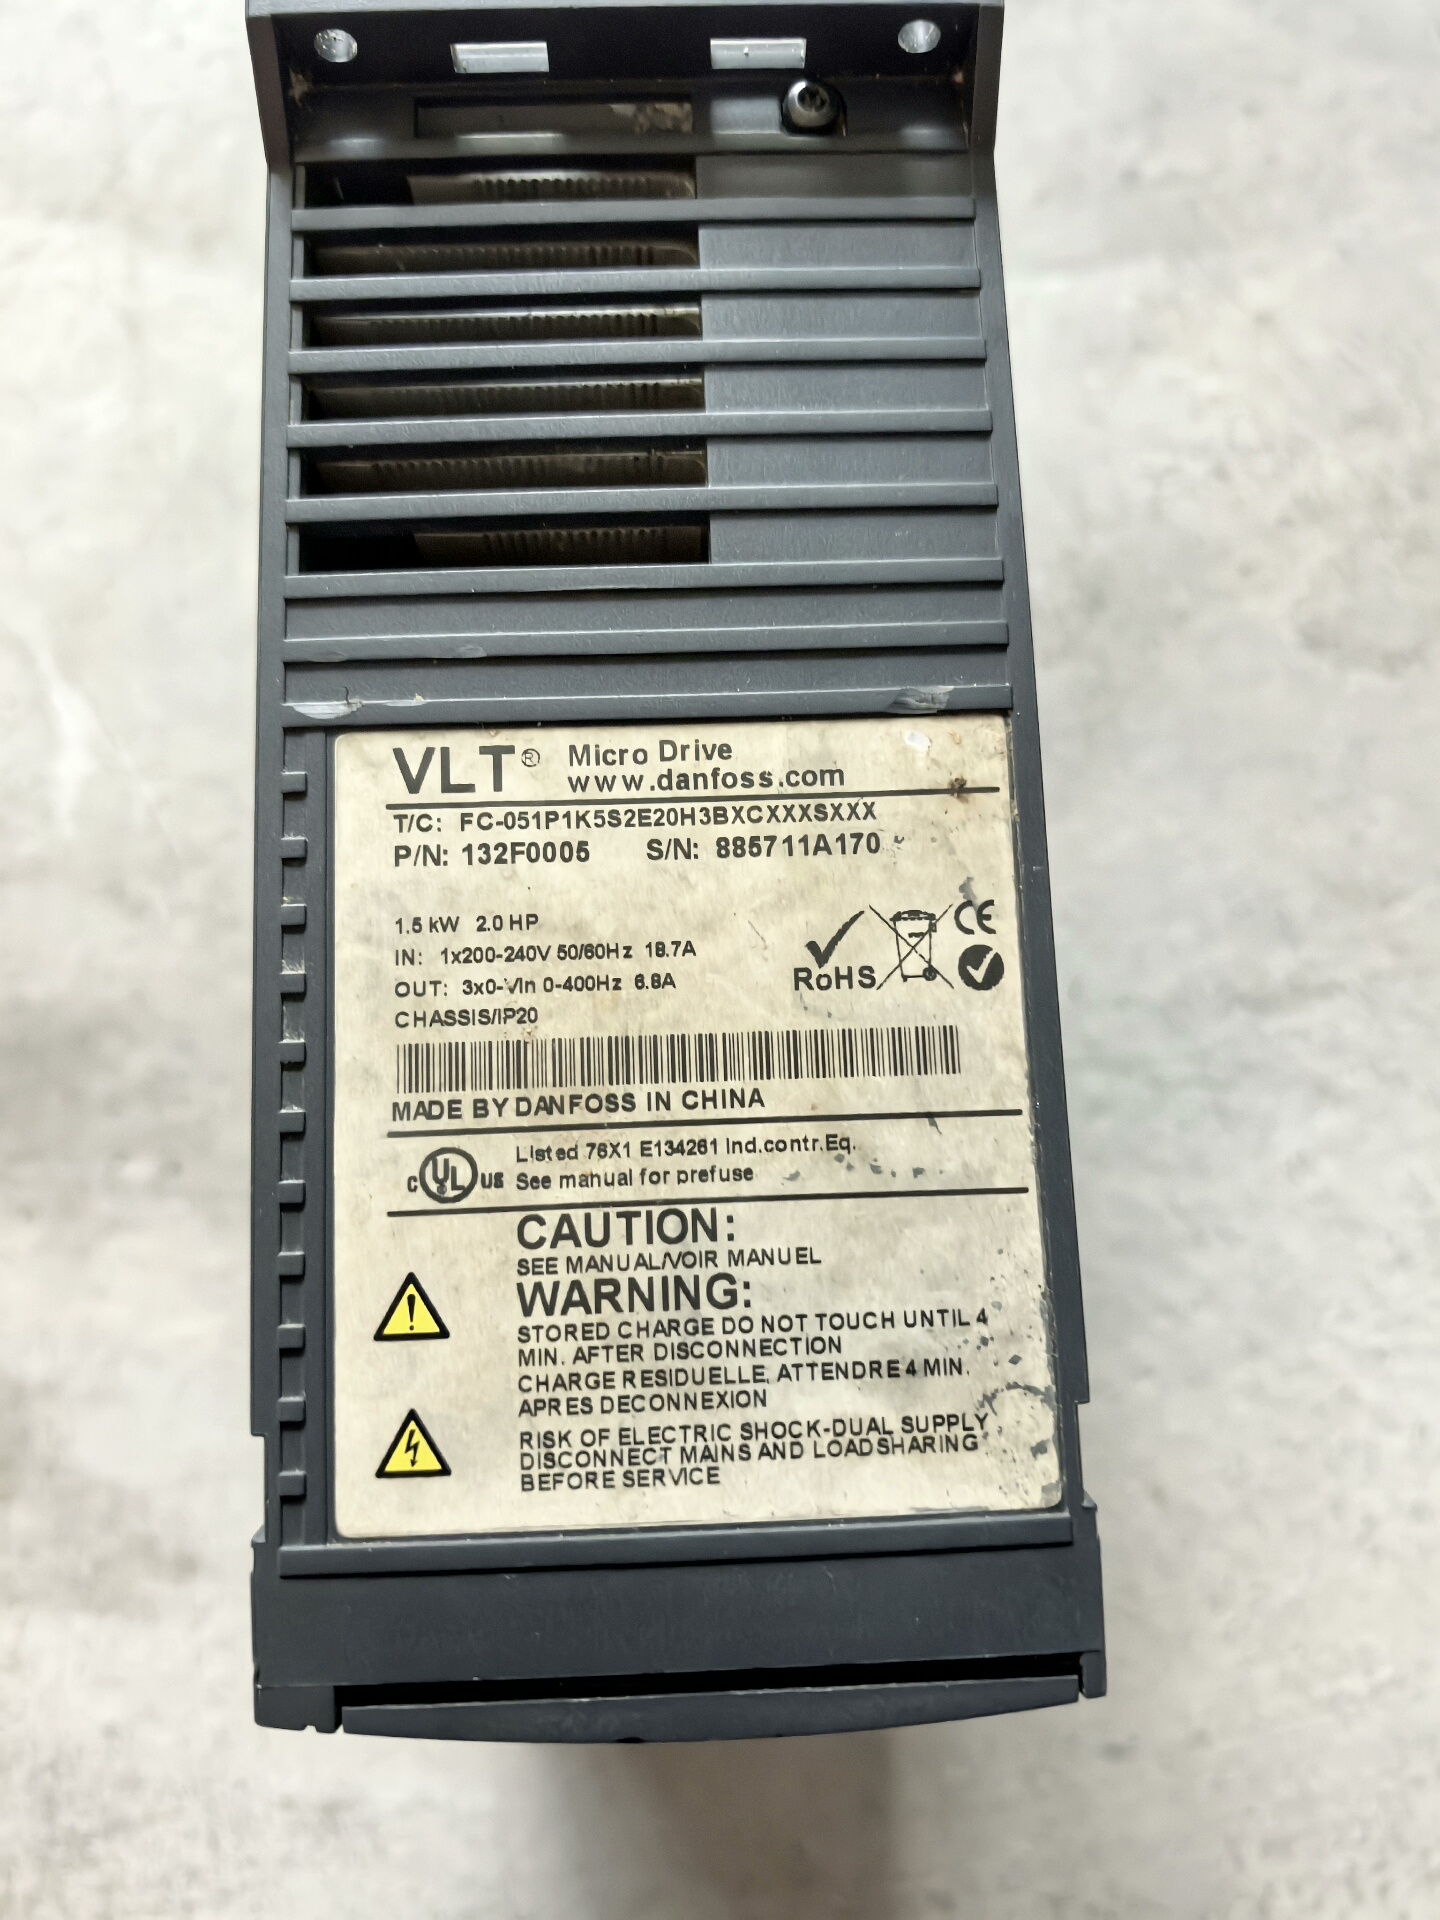 VLT® Micro Drive
www.danfoss.com
T/C: FC-051P1K5S2E20H3BXCXXXSXXX
P/N: 132F0005 S/N: 885711A170
1.5 kW 2.0 HP
IN: 1x200-240V 50/60Hz 18.7A
OUT: 3x0-Vin 0-400Hz 6.8A
CHASSIS/IP20
RoHS
CE
MADE BY DANFOSS IN CHINA
c UL us Listed 76X1 E134261 Ind.contr.Eq.
See manual for prefuse
CAUTION:
SEE MANUAL/VOIR MANUEL
WARNING:
STORED CHARGE DO NOT TOUCH UNTIL 4
MIN. AFTER DISCONNECTION
CHARGE RESIDUELLE, ATTENDRE 4 MIN.
APRES DECONNEXION
RISK OF ELECTRIC SHOCK-DUAL SUPPLY
DISCONNECT MAINS AND LOADSHARING
BEFORE SERVICE